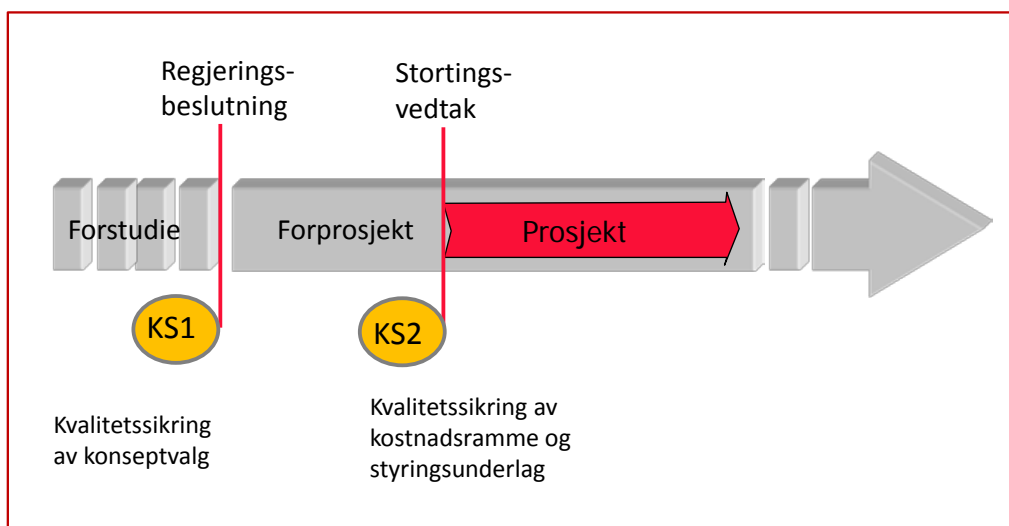 Regjerings-
beslutning
Stortings-
vedtak
Forstudie
Forprosjekt
Prosjekt
KS1
KS2
Kvalitetssikring
av konseptvalg
Kvalitetssikring av
kostnadsramme og
styringsunderlag